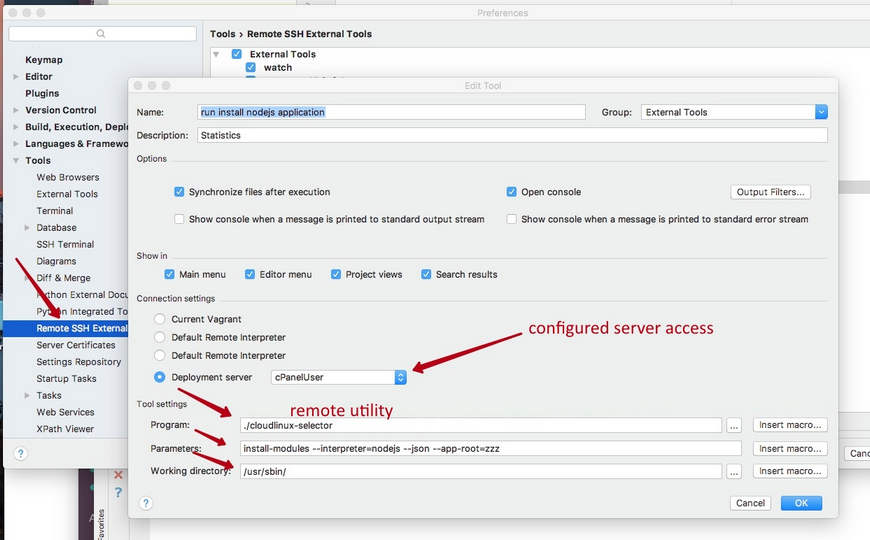 Preferences
Tools › Remote SSH External Tools
Keymap
Editor
Plugins
Version Control
Build, Execution, Deplo
Languages & Framewo
Tools
Web Browsers
External Tools
Terminal
Database
SSH Terminal
Diagrams
Diff & Merge
Python External Docu
Python Integrated To
Remote SSH External
Server Certificates
Settings Repository
Startup Tasks
Tasks
Web Services
XPath Viewer
?
External Tools
watch
Edit Tool
Name: run install nodejs application Group: External Tools
Description: Statistics
Options
Synchronize files after execution Open console Output Filters...
Show console when a message is printed to standard output stream Show console when a message is printed to standard error stream
Show in
Main menu Editor menu Project views Search results
Connection settings
Current Vagrant
Default Remote Interpreter
configured server access
Default Remote Interpreter
Deployment server cPanelUser
Tool settings
remote utility
Program: ./cloudlinux-selector ... Insert macro...
Parameters: install-modules --interpreter=nodejs --json --app-root=zzz Insert macro...
Working directory: /usr/sbin/ ... Insert macro...
? Cancel OK
Canc
?
Favorites